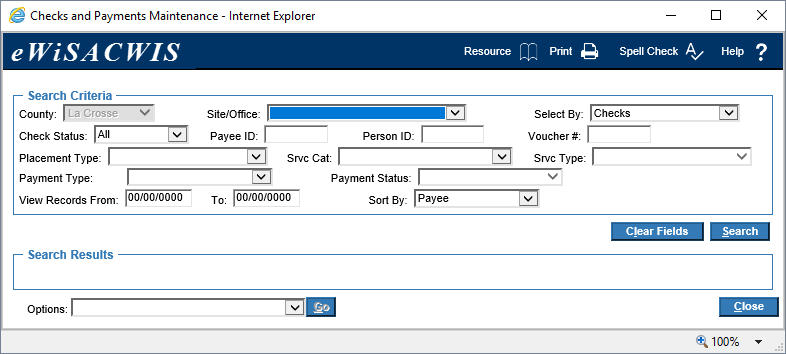 Checks and Payments Maintenance - Internet Explorer
eWiSACWIS Resource Print Spell Check Help ?
Search Criteria
County: La Crosse Site/Office: Select By: Checks
Check Status: All Payee ID: Person ID: Voucher #:
Placement Type: Srvc Cat: Srvc Type:
Payment Type: Payment Status:
View Records From: 00/00/0000 To: 00/00/0000 Sort By: Payee
Clear Fields Search
Search Results
Options: Go Close
100%